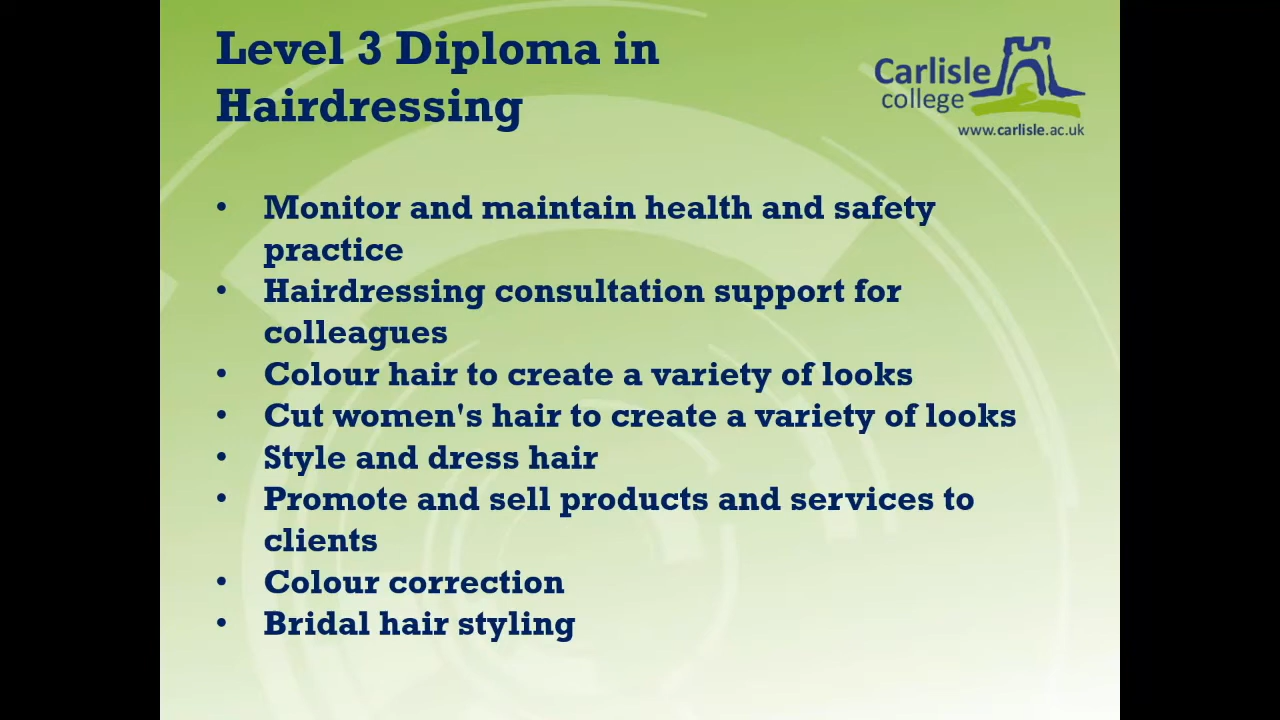 Level 3 Diploma in
Hairdressing
Carlisle
college
www.carlisle.ac.uk
• Monitor and maintain health and safety
practice
• Hairdressing consultation support for
colleagues
• Colour hair to create a variety of looks
• Cut women's hair to create a variety of looks
• Style and dress hair
• Promote and sell products and services to
clients
• Colour correction
• Bridal hair styling